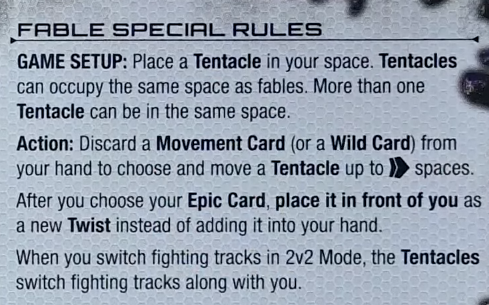 FABLE SPECIAL RULES
GAME SETUP: Place a Tentacle in your space. Tentacles
can occupy the same space as fables. More than one
Tentacle can be in the same space.
Action: Discard a Movement Card (or a Wild Card) from
your hand to choose and move a Tentacle up to spaces.
After you choose your Epic Card, place it in front of you as
a new Twist instead of adding it into your hand.
When you switch fighting tracks in 2v2 Mode, the Tentacles
switch fighting tracks along with you.